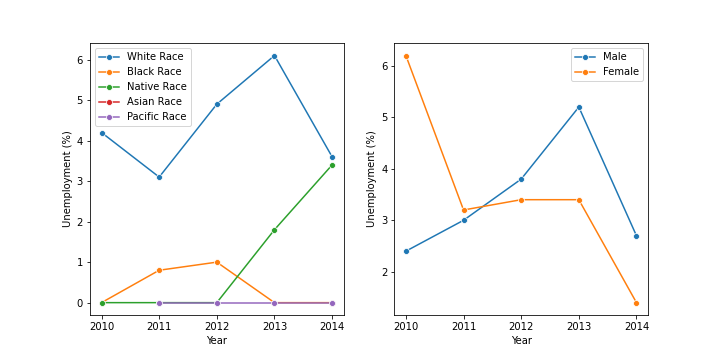 White Race
Black Race
Native Race
Asian Race
Pacific Race
6
5
4
3
2
1
0
Unemployment (%)
2010 2011 2012 2013 2014
Year
Male
Female
6
5
4
3
2
Unemployment (%)
2010 2011 2012 2013 2014
Year